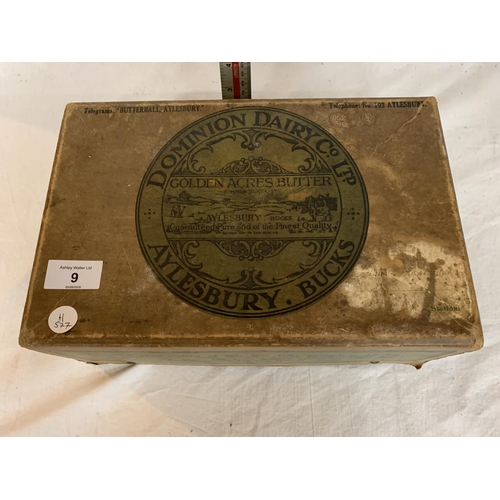 Telegrams "BUTTERBALL, AYLESBURY."
Telephone: No. 103 AYLESBURY
DOMINION DAIRY Co LTD
GOLDEN ACRES BUTTER
AYLESBURY BUCKS
Guaranteed Pure and of the Finest Quality
AYLESBURY. BUCKS
Ashley Waller Ltd
9
H
577